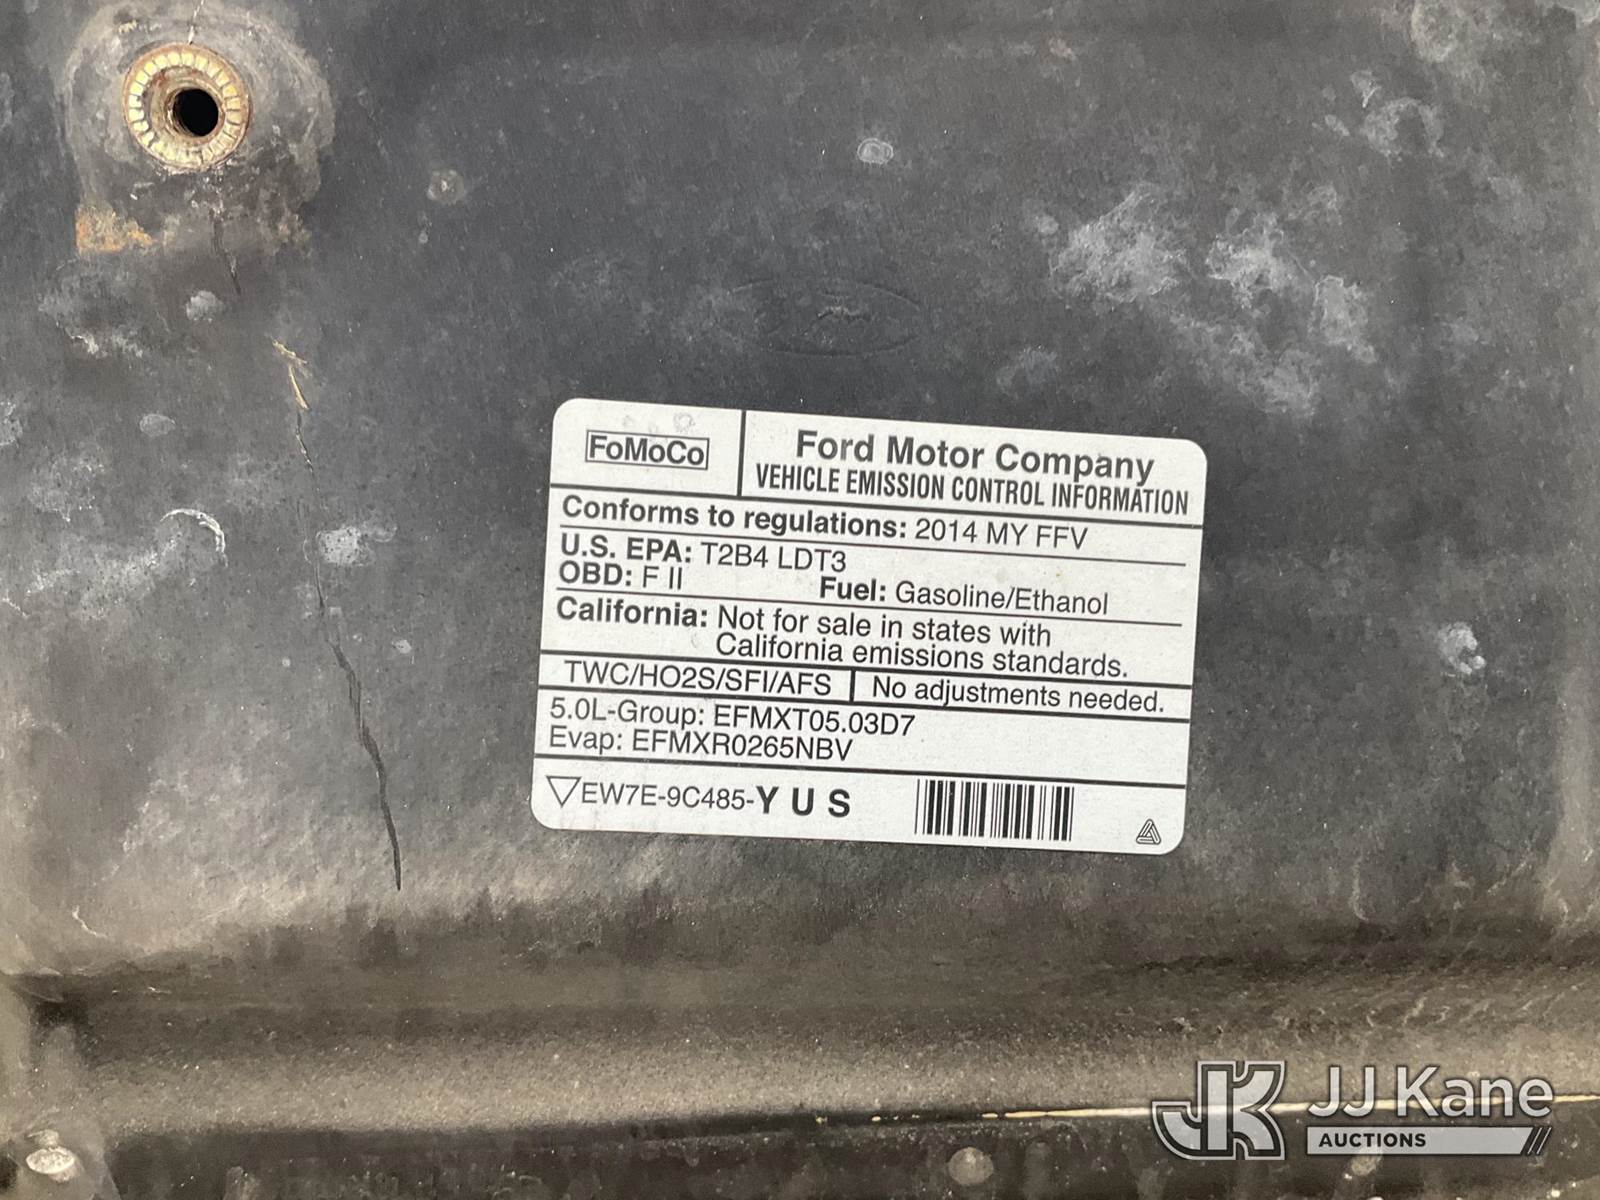 FoMoCo
Ford Motor Company
VEHICLE EMISSION CONTROL INFORMATION
Conforms to regulations: 2014 MY FFV
U.S. EPA: T2B4 LDT3
OBD: F II Fuel: Gasoline/Ethanol
California: Not for sale in states with
California emissions standards.
TWC/HO2S/SFI/AFS No adjustments needed.
5.0L-Group: EFMXT05.03D7
Evap: EFMXR0265NBV
EW7E-9C485-Y U S
JK JJ Kane
AUCTIONS